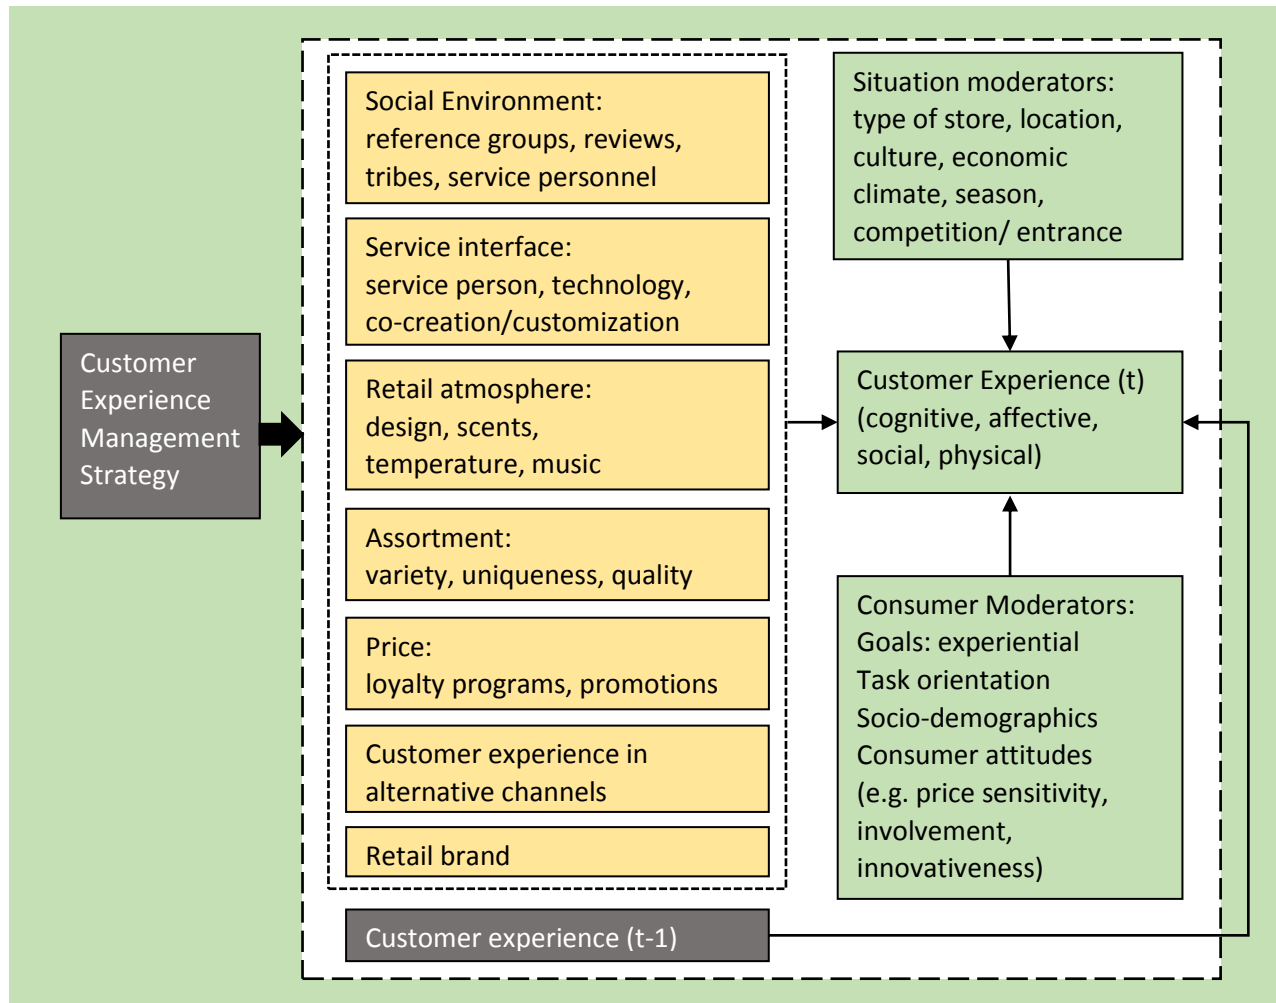 Customer
Experience
Management
Strategy
Social Environment:
reference groups, reviews,
tribes, service personnel
Service interface:
service person, technology,
co-creation/customization
Retail atmosphere:
design, scents,
temperature, music
Assortment:
variety, uniqueness, quality
Price:
loyalty programs, promotions
Customer experience in
alternative channels
Retail brand
Customer experience (t-1)
Situation moderators:
type of store, location,
culture, economic
climate, season,
competition/ entrance
Customer Experience (t)
(cognitive, affective,
social, physical)
Consumer Moderators:
Goals: experiential
Task orientation
Socio-demographics
Consumer attitudes
(e.g. price sensitivity,
involvement,
innovativeness)